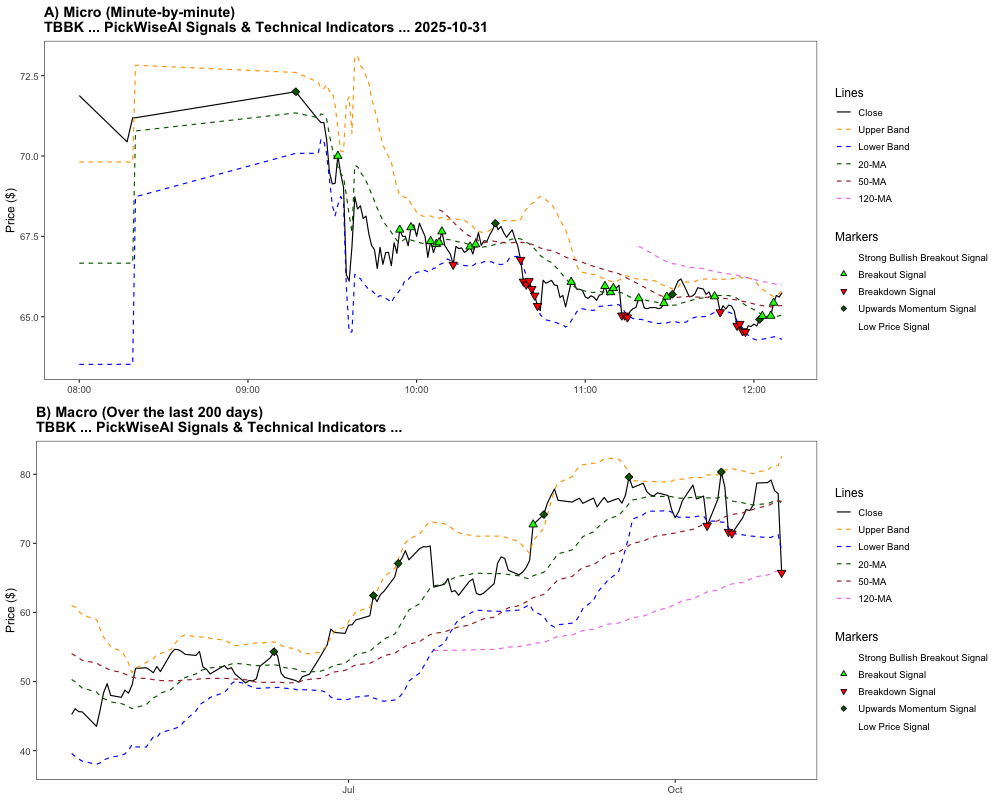 A) Micro (Minute-by-minute)
TBBK ... PickWiseAI Signals & Technical Indicators ... 2025-10-31
Price ($)
72.5
70.0
67.5
65.0
08:00
09:00
10:00
11:00
12:00
Lines
Close
Upper Band
Lower Band
20-MA
50-MA
120-MA
Markers
Strong Bullish Breakout Signal
Breakout Signal
Breakdown Signal
Upwards Momentum Signal
Low Price Signal
B) Macro (Over the last 200 days)
TBBK ... PickWiseAI Signals & Technical Indicators ...
Price ($)
80
70
60
50
40
Jul
Oct
Lines
Close
Upper Band
Lower Band
20-MA
50-MA
120-MA
Markers
Strong Bullish Breakout Signal
Breakout Signal
Breakdown Signal
Upwards Momentum Signal
Low Price Signal